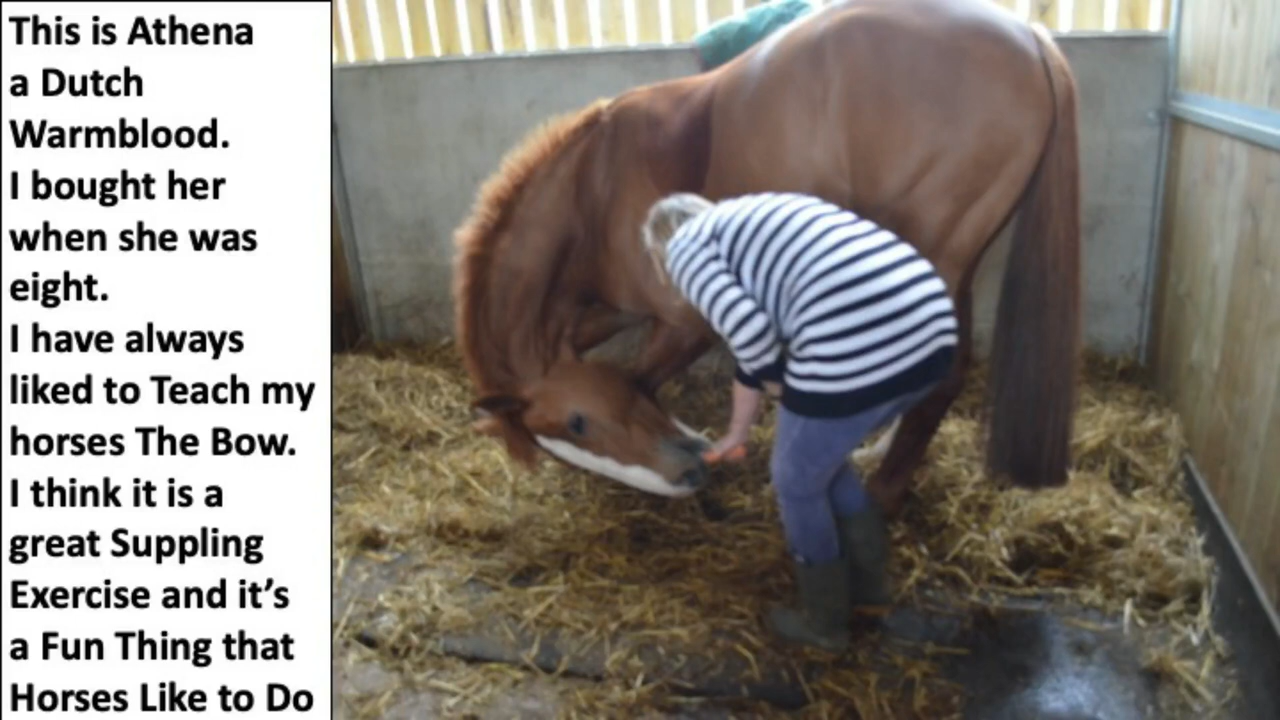 This is Athena
a Dutch
Warmblood.
I bought her
when she was
eight.
I have always
liked to Teach my
horses The Bow.
I think it is a
great Suppling
Exercise and it’s
a Fun Thing that
Horses Like to Do